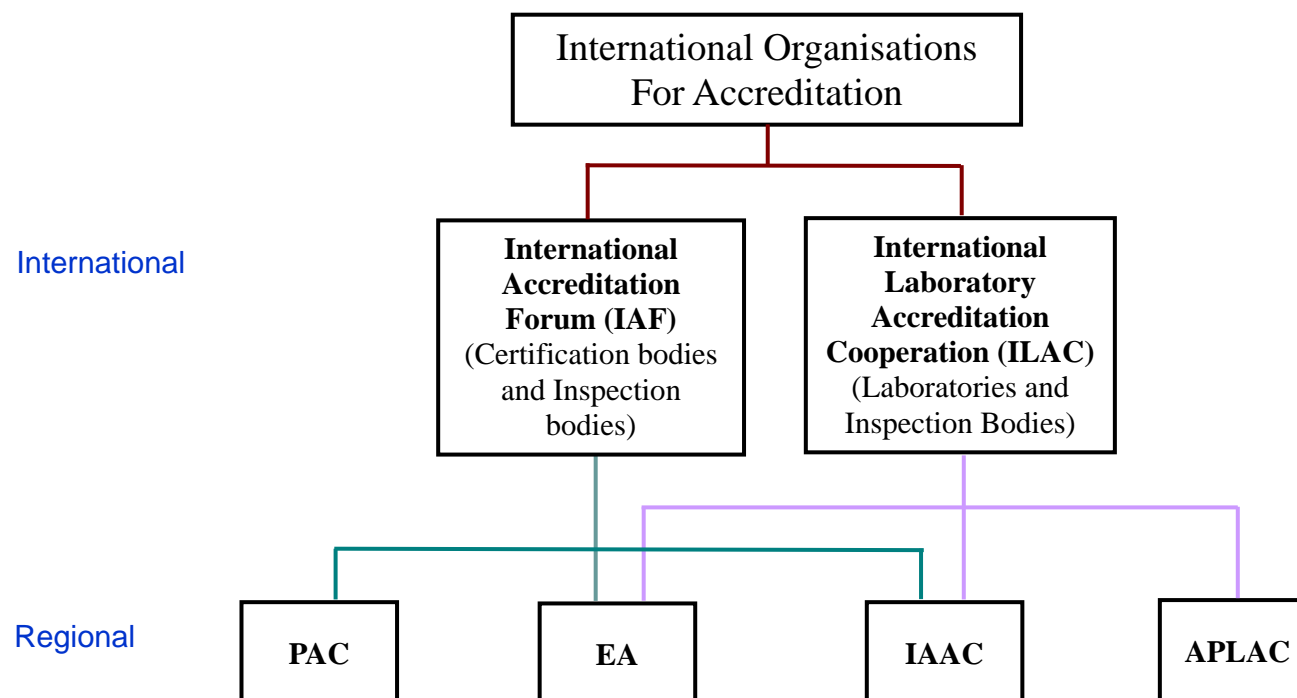 International Organisations
For Accreditation
International
International
Accreditation
Forum (IAF)
(Certification bodies
and Inspection
bodies)
International
Laboratory
Accreditation
Cooperation (ILAC)
(Laboratories and
Inspection Bodies)
Regional
PAC
EA
IAAC
APLAC